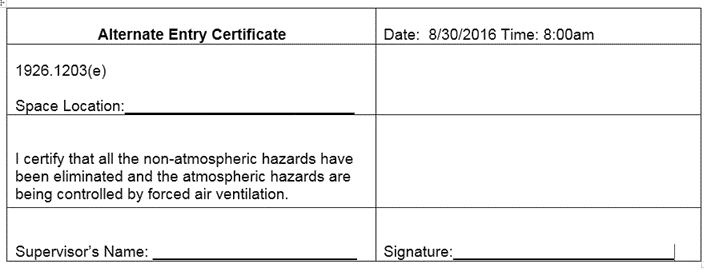 Alternate Entry Certificate
Date: 8/30/2016 Time: 8:00am
1926.1203(e)
Space Location:
I certify that all the non-atmospheric hazards have
been eliminated and the atmospheric hazards are
being controlled by forced air ventilation.
Supervisor's Name:
Signature: